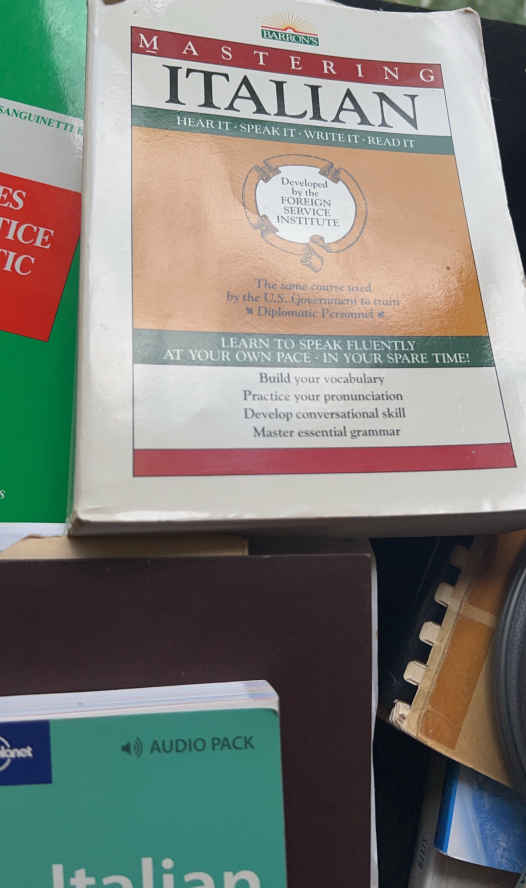 BARRON'S
MASTERING
ITALIAN
HEAR IT · SPEAK IT · WRITE IT · READ IT
Developed
by the
FOREIGN
SERVICE
INSTITUTE
The same course used
by the U.S. Government to train
Diplomatic Personnel
LEARN TO SPEAK FLUENTLY
AT YOUR OWN PACE · IN YOUR SPARE TIME!
Build your vocabulary
Practice your pronunciation
Develop conversational skill
Master essential grammar
SANGUINETTI
ES
TICE
TIC
S
planet
AUDIO PACK
Italian